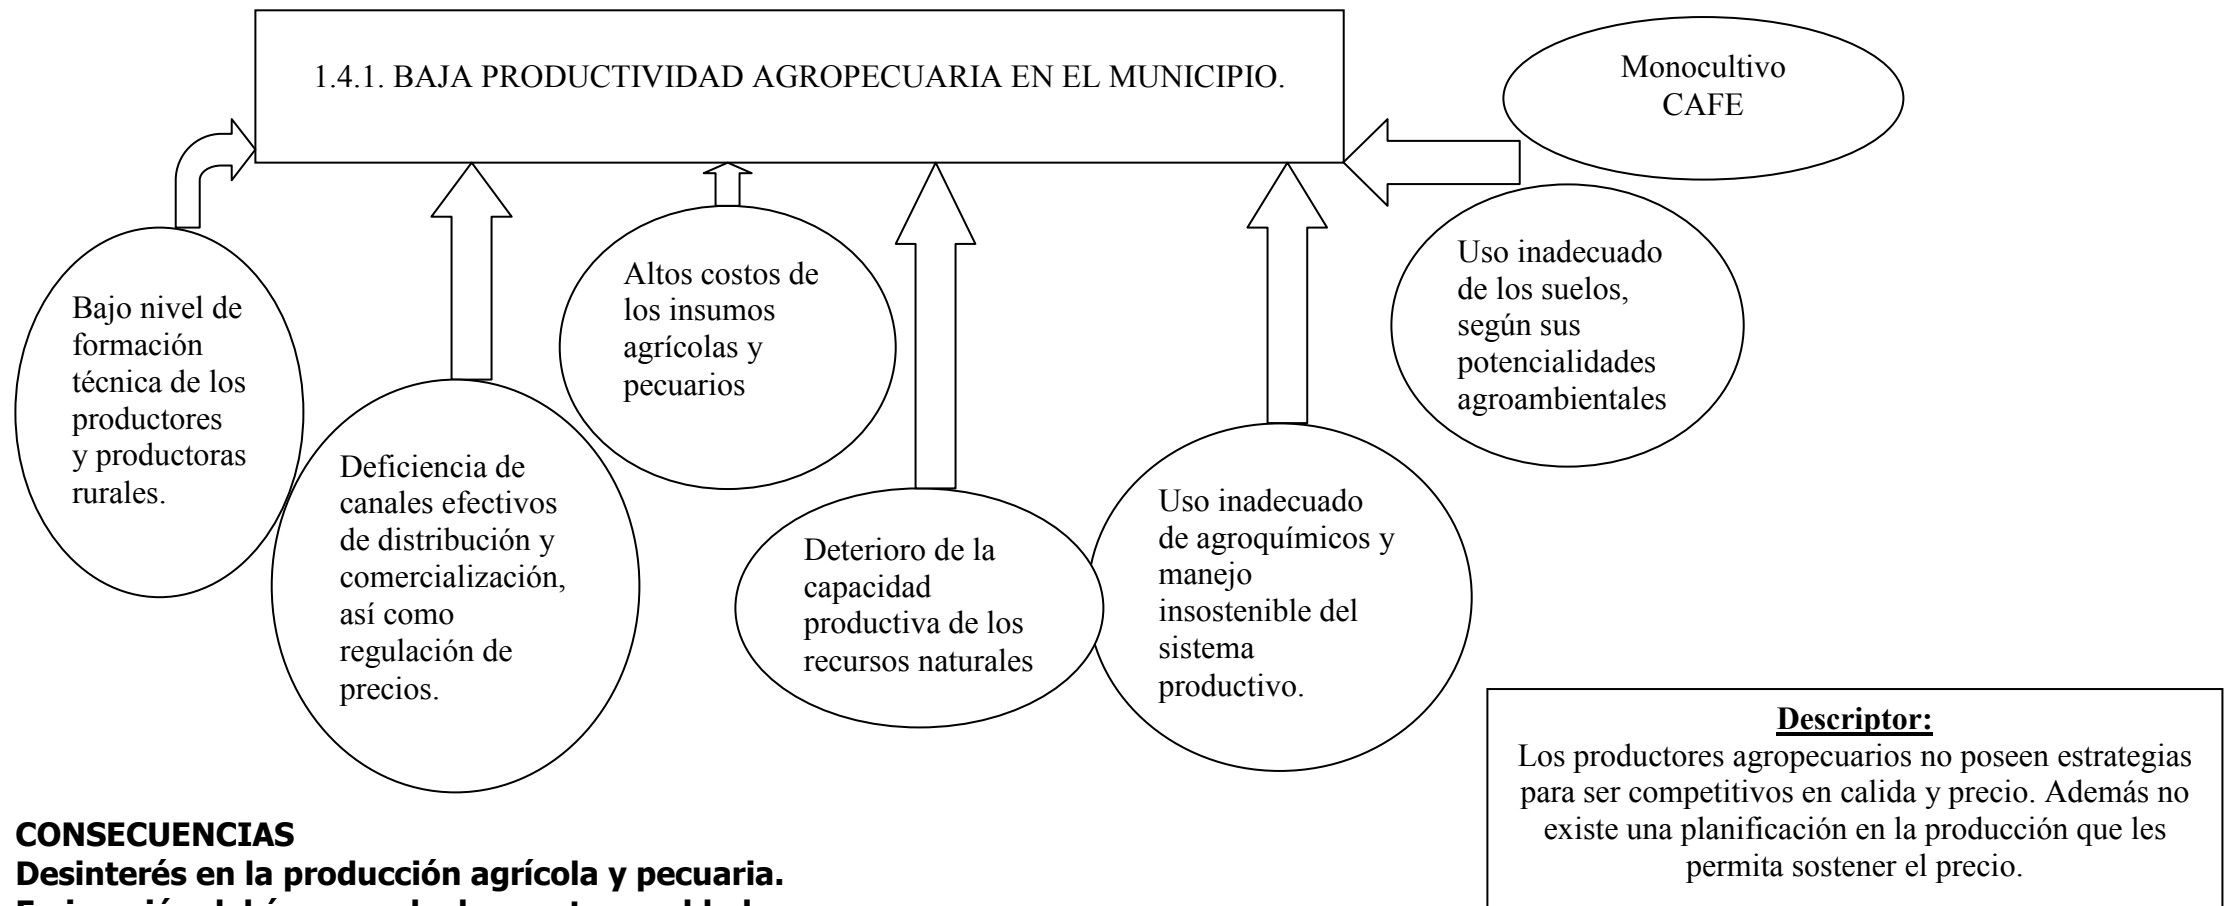 1.4.1. BAJA PRODUCTIVIDAD AGROPECUARIA EN EL MUNICIPIO.
Monocultivo
CAFE
Bajo nivel de
formación
técnica de los
productores
y productoras
rurales.
Deficiencia de
canales efectivos
de distribución y
comercialización,
así como
regulación de
precios.
Altos costos de
los insumos
agrícolas y
pecuarios
Deterioro de la
capacidad
productiva de los
recursos naturales
Uso inadecuado
de agroquímicos y
manejo
insostenible del
sistema
productivo.
Uso inadecuado
de los suelos,
según sus
potencialidades
agroambientales
Descriptor:
Los productores agropecuarios no poseen estrategias
para ser competitivos en calida y precio. Además no
existe una planificación en la producción que les
permita sostener el precio.
CONSECUENCIAS
Desinterés en la producción agrícola y pecuaria.